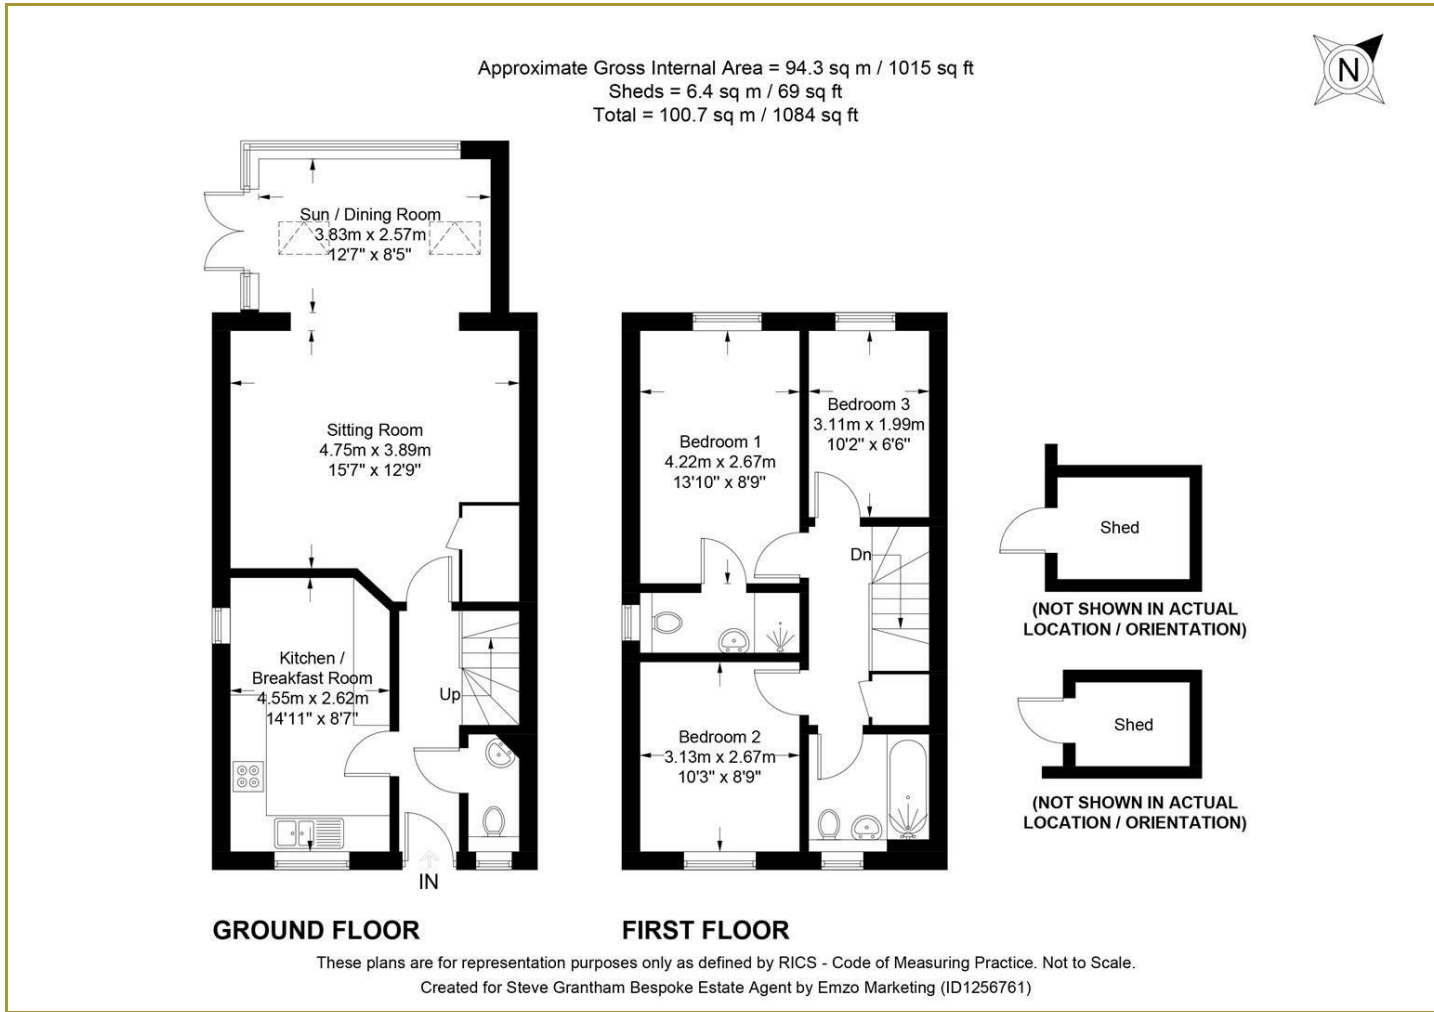 Approximate Gross Internal Area = 94.3 sq m / 1015 sq ft
Sheds = 6.4 sq m / 69 sq ft
Total = 100.7 sq m / 1084 sq ft
N
Sun / Dining Room
3.83m x 2.57m
12'7" x 8'5"
Sitting Room
4.75m x 3.89m
15'7" x 12'9"
Kitchen /
Breakfast Room
4.55m x 2.62m
14'11" x 8'7"
Up
IN
GROUND FLOOR
Bedroom 1
4.22m x 2.67m
13'10" x 8'9"
Bedroom 3
3.11m x 1.99m
10'2" x 6'6"
Dn
Bedroom 2
3.13m x 2.67m
10'3" x 8'9"
FIRST FLOOR
Shed
(NOT SHOWN IN ACTUAL
LOCATION / ORIENTATION)
Shed
(NOT SHOWN IN ACTUAL
LOCATION / ORIENTATION)
These plans are for representation purposes only as defined by RICS - Code of Measuring Practice. Not to Scale.
Created for Steve Grantham Bespoke Estate Agent by Emzo Marketing (ID1256761)